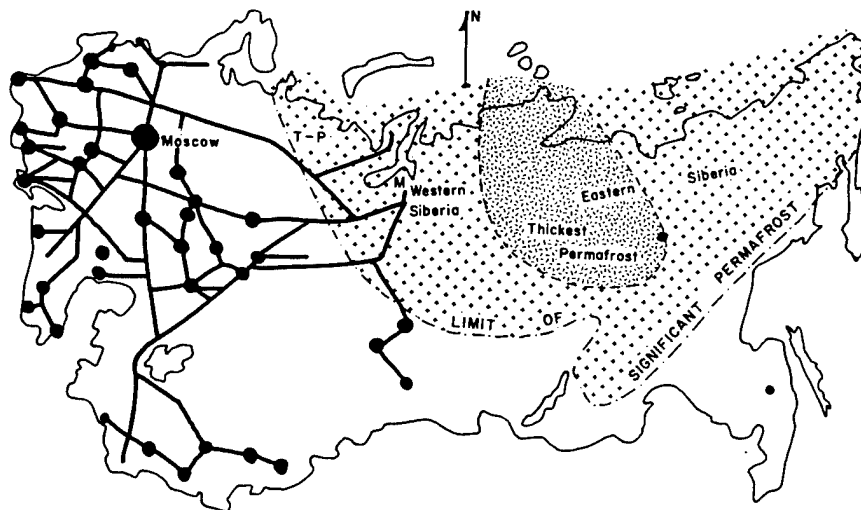 N
T-P
Moscow
M
Western
Siberia
Eastern
Siberia
Thickest
Permafrost
LIMIT OF SIGNIFICANT PERMAFROST